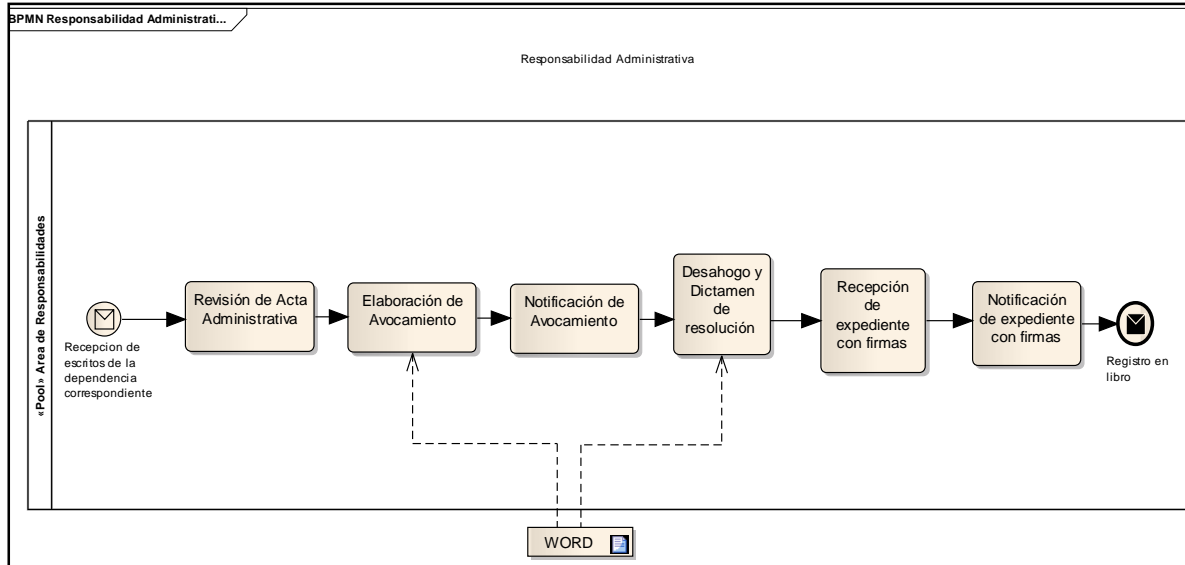 BPMN Responsabilidad Administrati...
Responsabilidad Administrativa
«Pool» Area de Responsabilidades
Recepcion de
escritos de la
dependencia
correspondiente
Revisión de Acta
Administrativa
Elaboración de
Avocamiento
Notificación de
Avocamiento
Desahogo y
Dictamen
de
resolución
Recepción
de
expediente
con firmas
Notificación
de expediente
con firmas
Registro en
libro
WORD